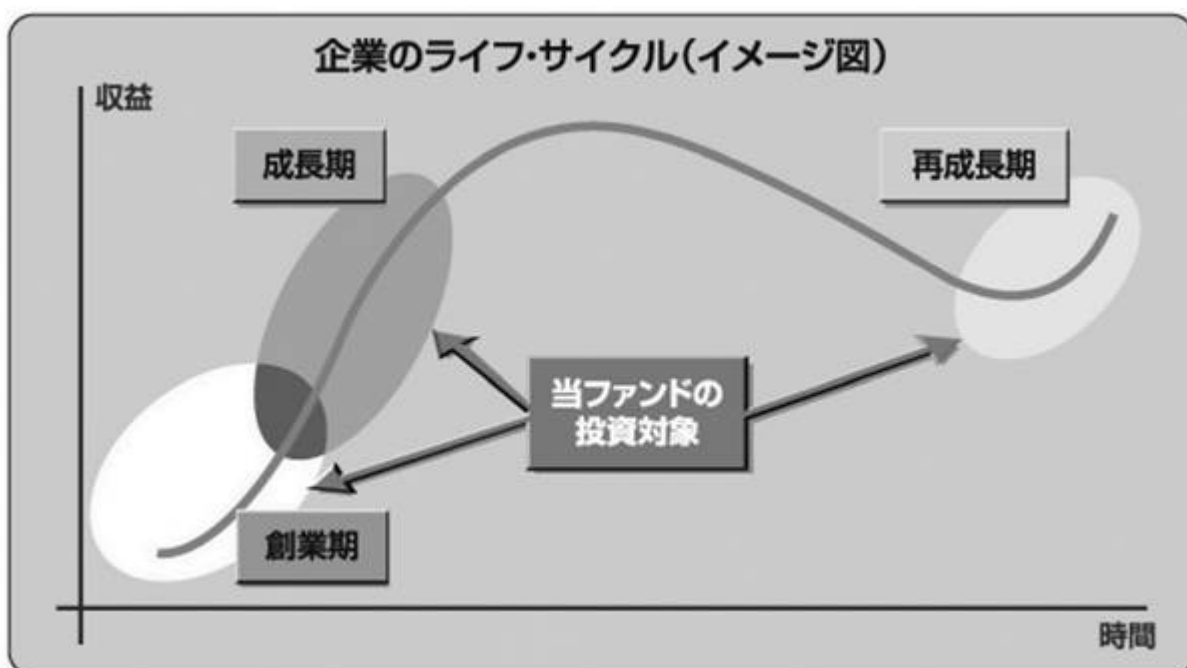 企業のライフ・サイクル(イメージ図)
収益
成長期
再成長期
当ファンドの
投資対象
創業期
時間